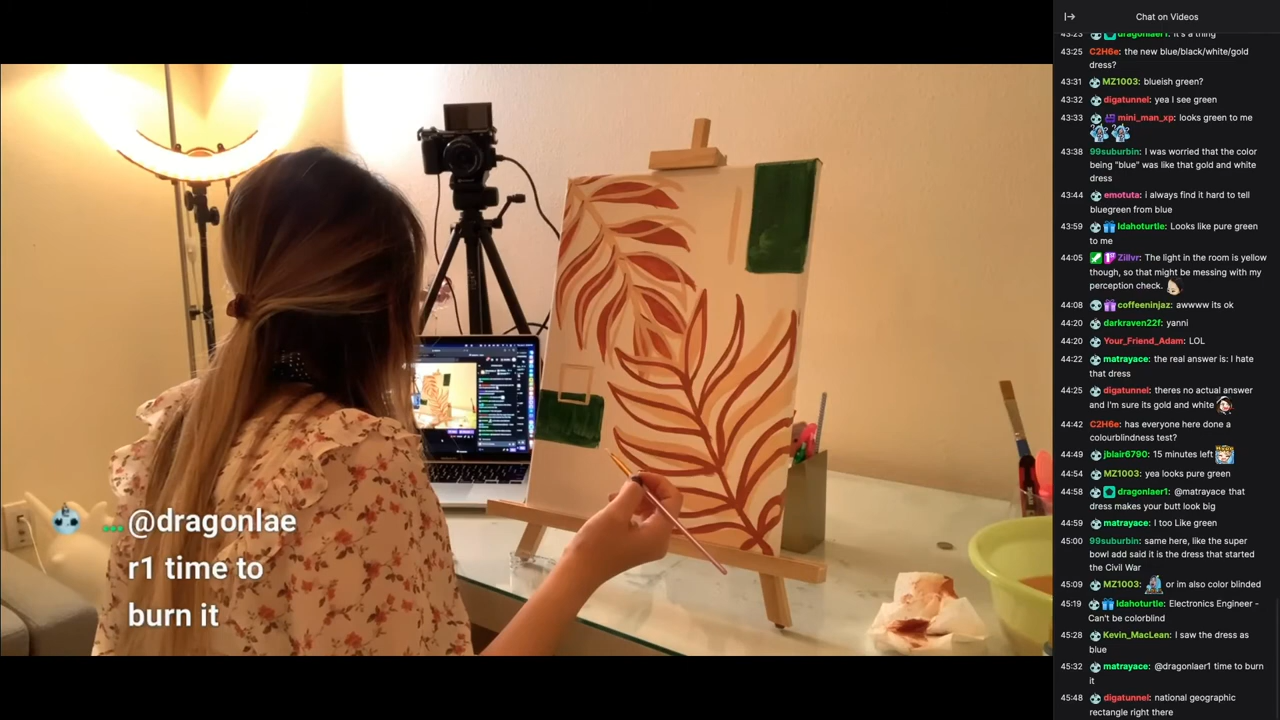 Chat on Videos
43:23 dragonlaer1: it's a thing
43:25 C2H6e: the new blue/black/white/gold
dress?
43:31 MZ1003: blueish green?
43:32 digatunnel: yea I see green
43:33 mini_man_xp: looks green to me
43:38 99suburbin: I was worried that the color
being "blue" was like that gold and white
dress
43:44 emotuta: i always find it hard to tell
bluegreen from blue
43:59 Idahoturtle: Looks like pure green
to me
44:05 Zillvr: The light in the room is yellow
though, so that might be messing with my
perception check.
44:08 coffeeninjaz: awwww its ok
44:20 darkraven22f: yanni
44:20 Your_Friend_Adam: LOL
44:22 matrayace: the real answer is: I hate
that dress
44:25 digatunnel: theres no actual answer
and I'm sure its gold and white
44:42 C2H6e: has everyone here done a
colourblindness test?
44:49 jblair6790: 15 minutes left
44:54 MZ1003: yea looks pure green
44:58 dragonlaer1: @matrayace that
dress makes your butt look big
44:59 matrayace: I too Like green
45:00 99suburbin: same here, like the super
bowl add said it is the dress that started
the Civil War
45:09 MZ1003: or im also color blinded
45:19 Idahoturtle: Electronics Engineer -
Can't be colorblind
45:28 Kevin_MacLean: I saw the dress as
blue
45:32 matrayace: @dragonlaer1 time to burn
it
45:48 digatunnel: national geographic
rectangle right there
... @dragonlae
r1 time to
burn it